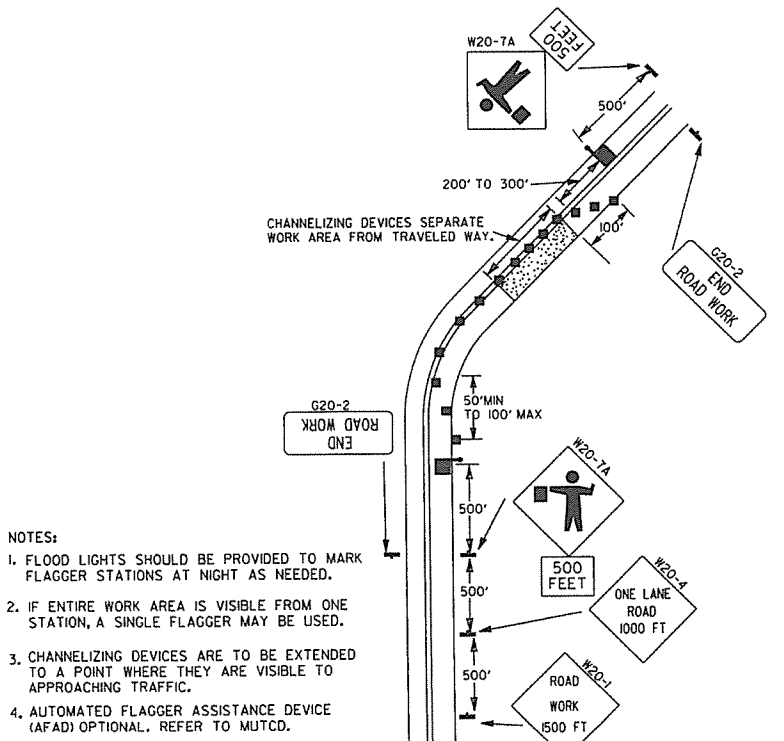 W20-7A
500
FEET
500'
200' TO 300'
CHANNELIZING DEVICES SEPARATE
WORK AREA FROM TRAVELED WAY.
100'
G20-2
END
ROAD WORK
50'MIN
TO 100' MAX
G20-2
END
ROAD WORK
W20-7A
500'
500
FEET
500'
W20-4
ONE LANE
ROAD
1000 FT
500'
W20-1
ROAD
WORK
1500 FT
NOTES:
1. FLOOD LIGHTS SHOULD BE PROVIDED TO MARK
FLAGGER STATIONS AT NIGHT AS NEEDED.
2. IF ENTIRE WORK AREA IS VISIBLE FROM ONE
STATION, A SINGLE FLAGGER MAY BE USED.
3. CHANNELIZING DEVICES ARE TO BE EXTENDED
TO A POINT WHERE THEY ARE VISIBLE TO
APPROACHING TRAFFIC.
4. AUTOMATED FLAGGER ASSISTANCE DEVICE
(AFAD) OPTIONAL. REFER TO MUTCD.